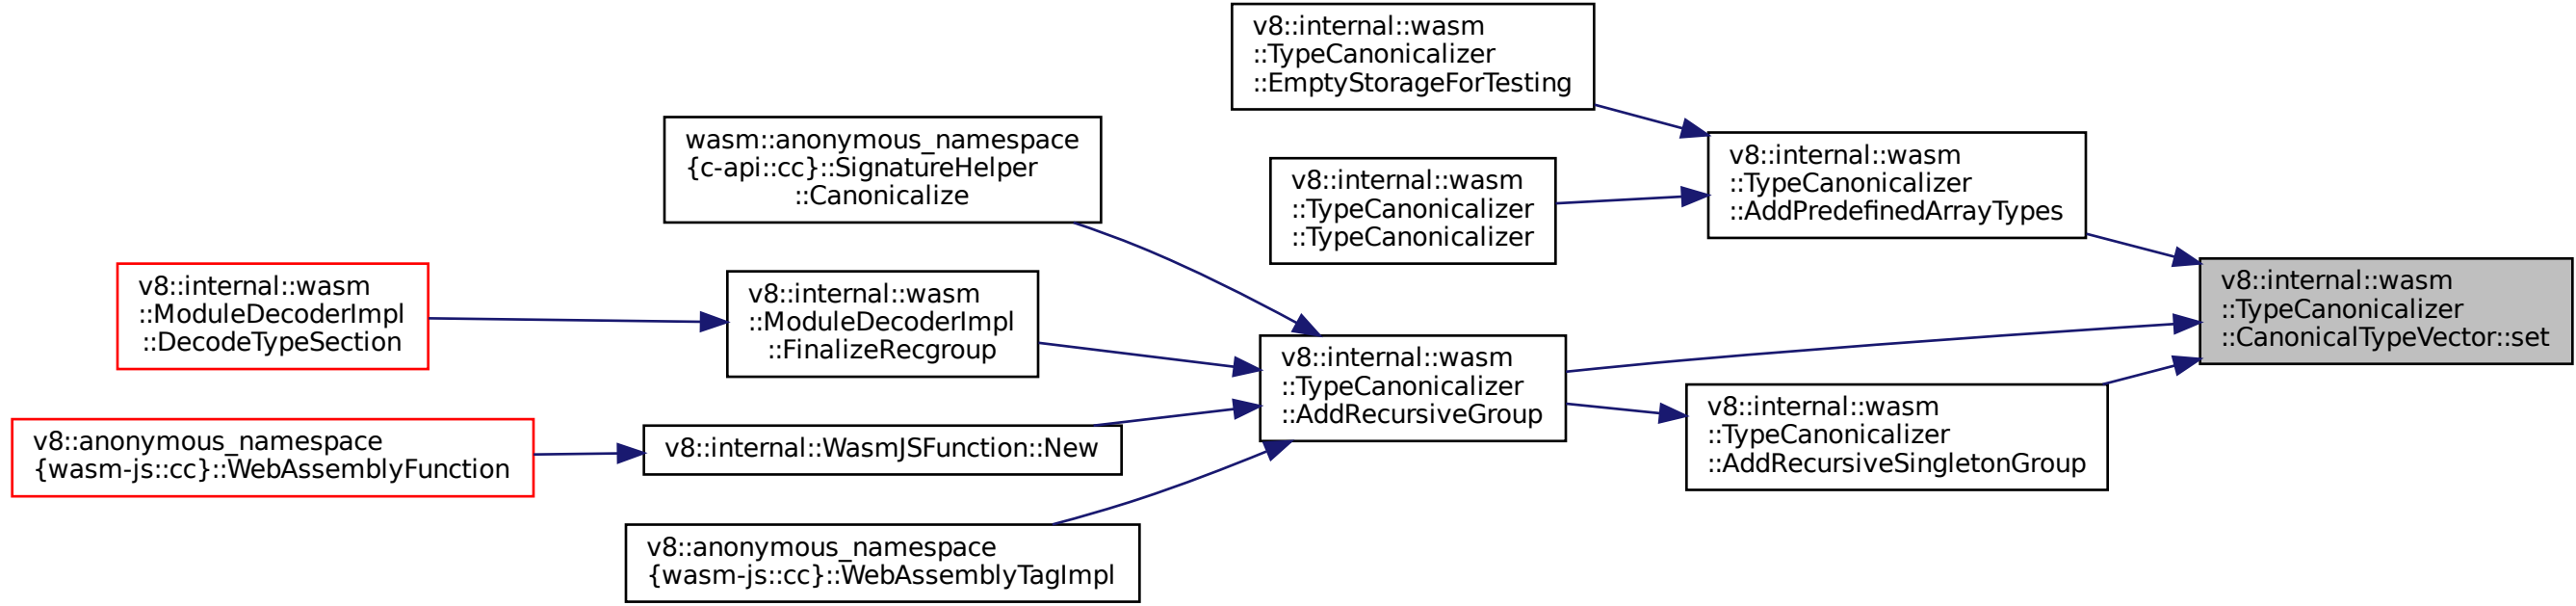 v8::internal::wasm
::TypeCanonicalizer
::EmptyStorageForTesting
wasm::anonymous_namespace
{c-api::cc}::SignatureHelper
::Canonicalize
v8::internal::wasm
::TypeCanonicalizer
::TypeCanonicalizer
v8::internal::wasm
::TypeCanonicalizer
::AddPredefinedArrayTypes
v8::internal::wasm
::ModuleDecoderImpl
::DecodeTypeSection
v8::internal::wasm
::ModuleDecoderImpl
::FinalizeRecgroup
v8::internal::wasm
::TypeCanonicalizer
::AddRecursiveGroup
v8::internal::wasm
::TypeCanonicalizer
::CanonicalTypeVector::set
v8::anonymous_namespace
{wasm-js::cc}::WebAssemblyFunction
v8::internal::WasmJSFunction::New
v8::internal::wasm
::TypeCanonicalizer
::AddRecursiveSingletonGroup
v8::anonymous_namespace
{wasm-js::cc}::WebAssemblyTagImpl